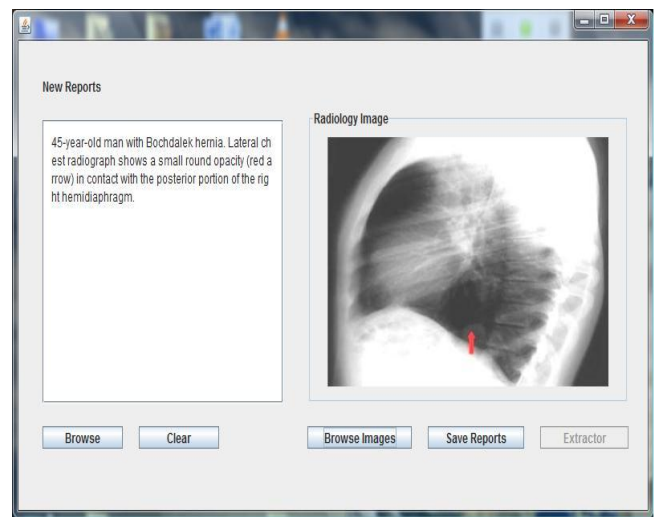 New Reports
Radiology Image
45-year-old man with Bochdalek hernia. Lateral ch
est radiograph shows a small round opacity (red a
rrow) in contact with the posterior portion of the rig
ht hemidiaphragm.
Browse
Clear
Browse Images
Save Reports
Extractor